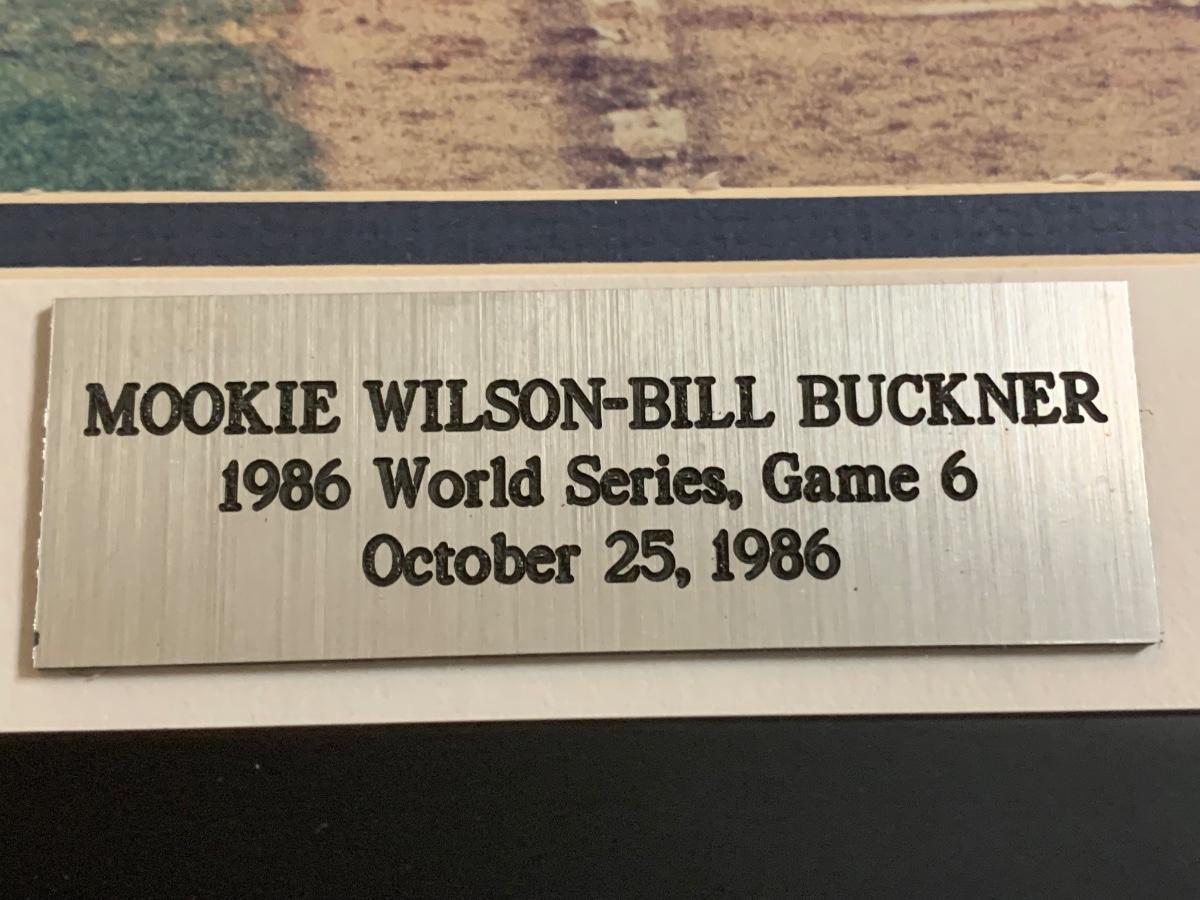 MOOKIE WILSON-BILL BUCKNER
1986 World Series, Game 6
October 25, 1986